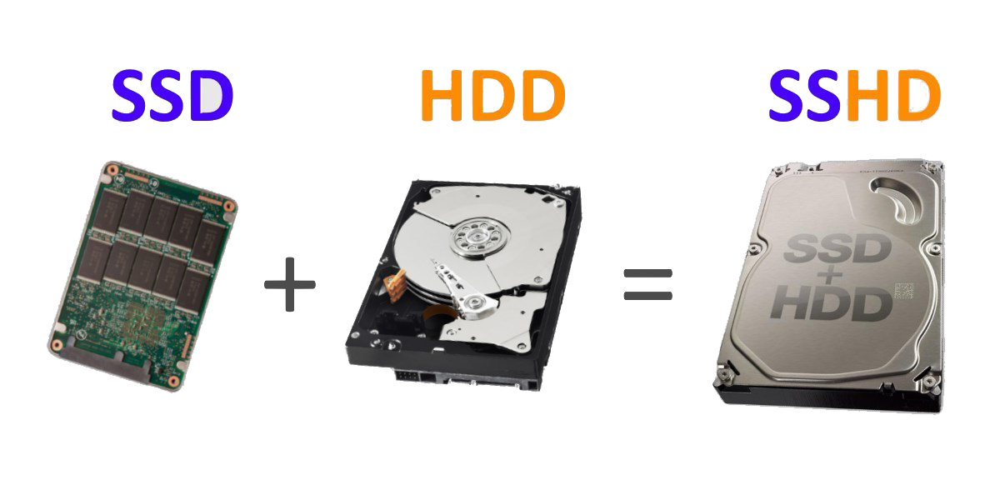 SSD HDD SSHD
+ =
SSD
+
HDD